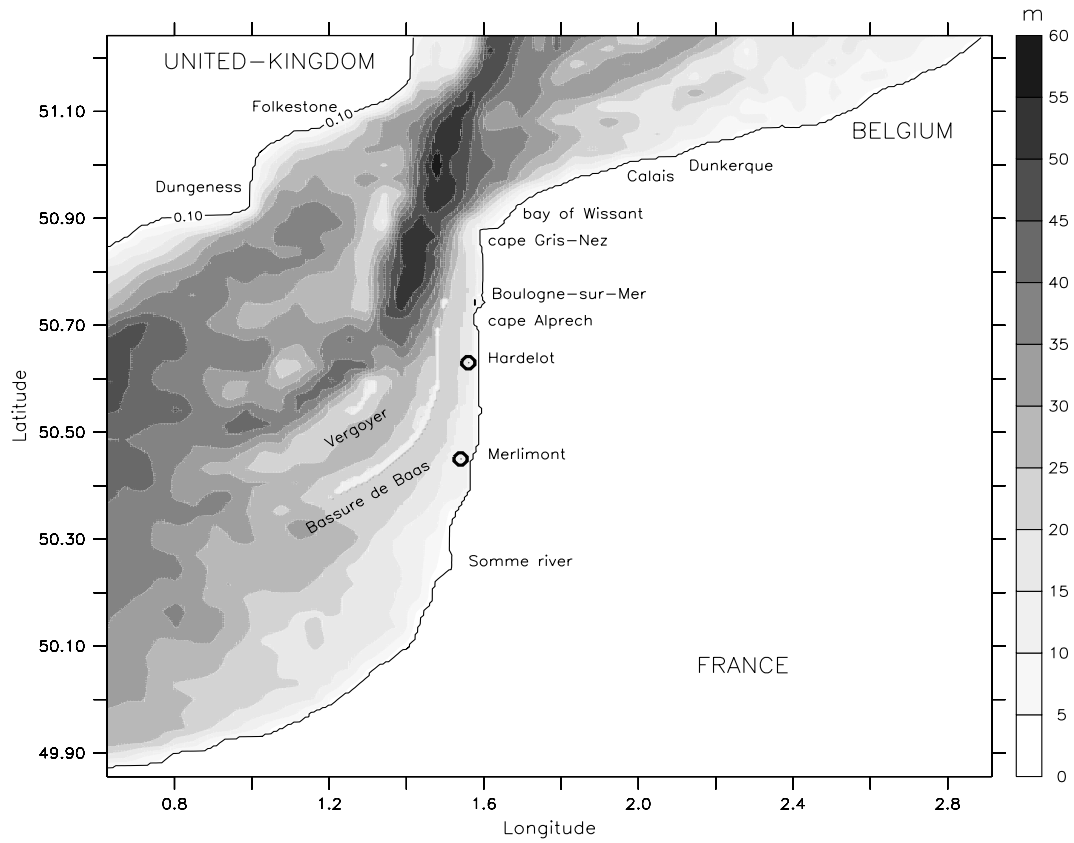 m
60
UNITED-KINGDOM
Folkestone
0.10
51.10
55
BELGIUM
Dunkerque
Calais
50
Dungeness
0.10
50.90
bay of Wissant
45
cape Gris-Nez
40
Boulogne-sur-Mer
50.70
cape Alprech
35
Hardelot
30
Latitude
50.50
Vergoyer
Merlimont
25
Bassure de Baas
50.30
20
Somme river
15
50.10
FRANCE
10
5
49.90
0
0.8
1.2
1.6
2.0
2.4
2.8
Longitude